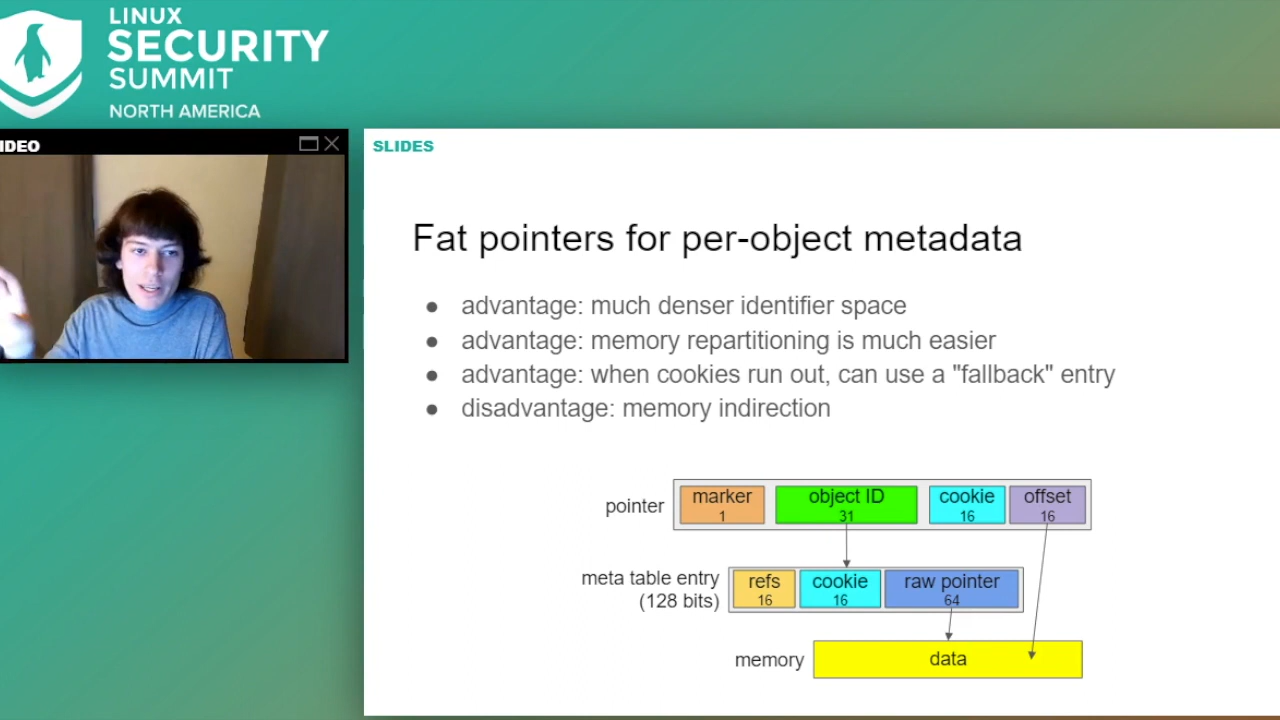 LINUX
SECURITY
SUMMIT
NORTH AMERICA
IDEO
SLIDES
Fat pointers for per-object metadata
● advantage: much denser identifier space
● advantage: memory repartitioning is much easier
● advantage: when cookies run out, can use a "fallback" entry
● disadvantage: memory indirection
pointer
marker
1
object ID
31
cookie
16
offset
16
meta table entry
(128 bits)
refs
16
cookie
16
raw pointer
64
memory
data